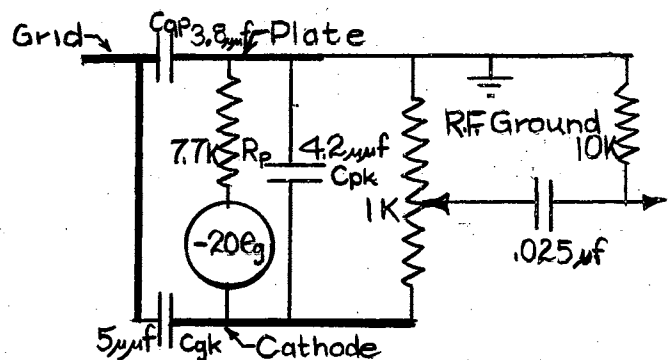 Cgp 3.8μμf Plate
Grid
R.F. Ground
10K
7.7K Rp 4.2μμf
Cpk
1K
-20eg
.025μf
5μμf Cgk Cathode